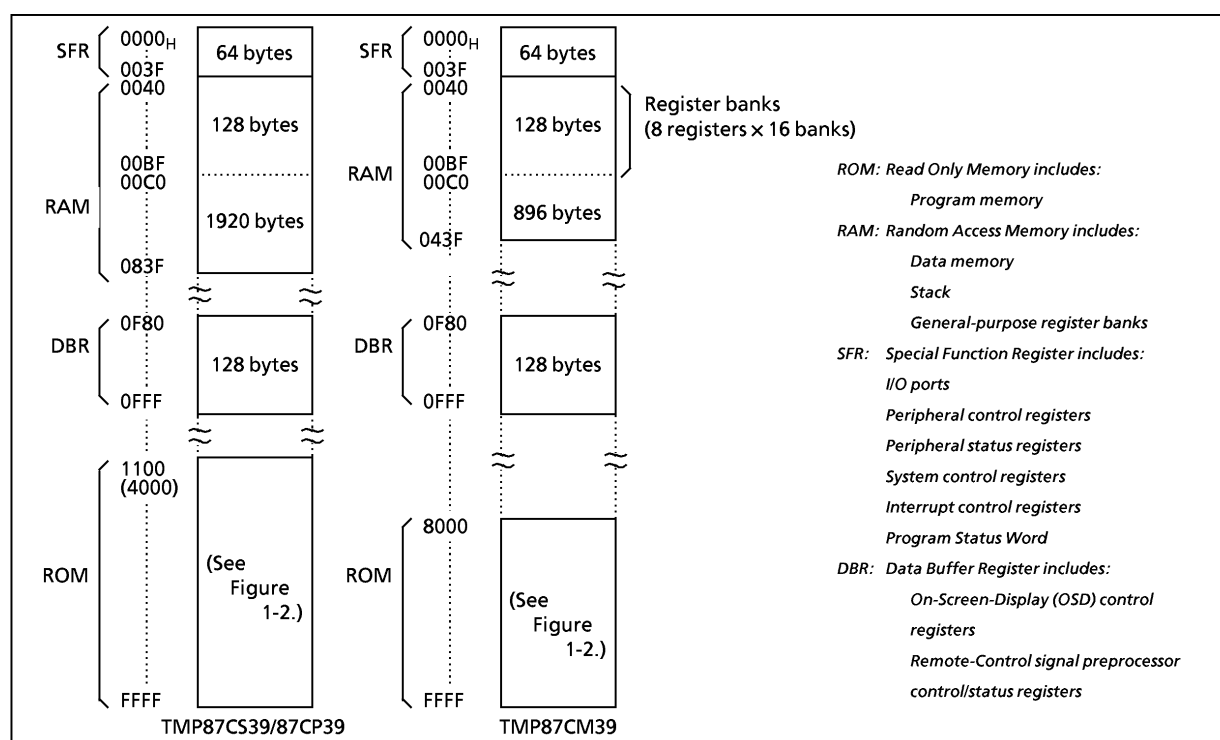 SFR
0000H
003F
64 bytes
RAM
0040
128 bytes
00BF
00C0
1920 bytes
083F
DBR
0F80
128 bytes
0FFF
ROM
1100
(4000)
(See
Figure
1-2.)
FFFF
TMP87CS39/87CP39
SFR
0000H
003F
64 bytes
RAM
0040
128 bytes
00BF
00C0
896 bytes
043F
DBR
0F80
128 bytes
0FFF
ROM
8000
(See
Figure
1-2.)
FFFF
TMP87CM39
Register banks
(8 registers × 16 banks)
ROM: Read Only Memory includes:
Program memory
RAM: Random Access Memory includes:
Data memory
Stack
General-purpose register banks
SFR: Special Function Register includes:
I/O ports
Peripheral control registers
Peripheral status registers
System control registers
Interrupt control registers
Program Status Word
DBR: Data Buffer Register includes:
On-Screen-Display (OSD) control
registers
Remote-Control signal preprocessor
control/status registers